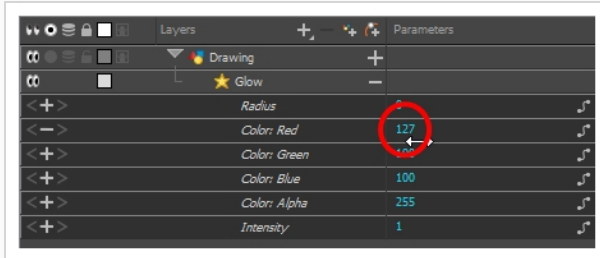 Layers Parameters
Drawing
Glow
Radius
Color: Red 127
Color: Green
Color: Blue 100
Color: Alpha 255
Intensity 1